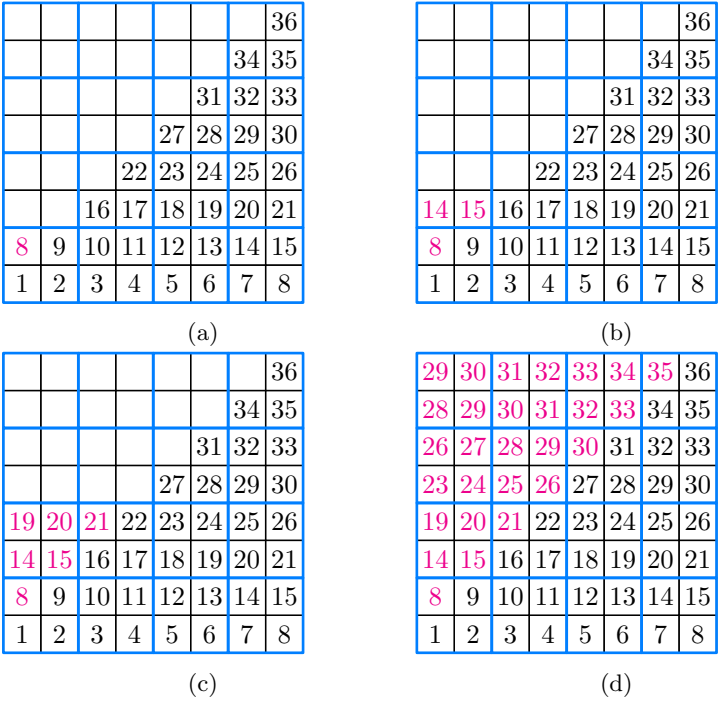 36
34 35
31 32 33
27 28 29 30
22 23 24 25 26
16 17 18 19 20 21
8 9 10 11 12 13 14 15
1 2 3 4 5 6 7 8
(a)
36
34 35
31 32 33
27 28 29 30
22 23 24 25 26
14 15 16 17 18 19 20 21
8 9 10 11 12 13 14 15
1 2 3 4 5 6 7 8
(b)
36
34 35
31 32 33
27 28 29 30
19 20 21 22 23 24 25 26
14 15 16 17 18 19 20 21
8 9 10 11 12 13 14 15
1 2 3 4 5 6 7 8
(c)
29 30 31 32 33 34 35 36
28 29 30 31 32 33 34 35
26 27 28 29 30 31 32 33
23 24 25 26 27 28 29 30
19 20 21 22 23 24 25 26
14 15 16 17 18 19 20 21
8 9 10 11 12 13 14 15
1 2 3 4 5 6 7 8
(d)